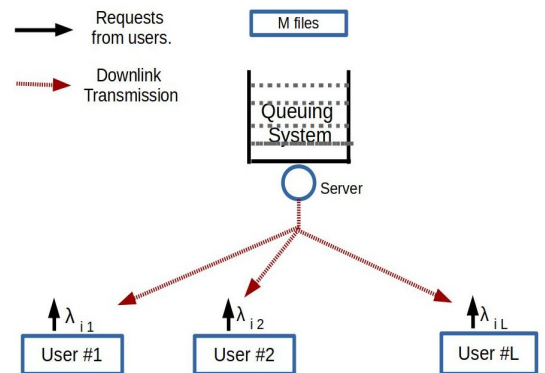 Requests
from users.
M files
Downlink
Transmission
Queuing
System
Server
λ i 1
λ i 2
λ i L
User #1
User #2
User #L